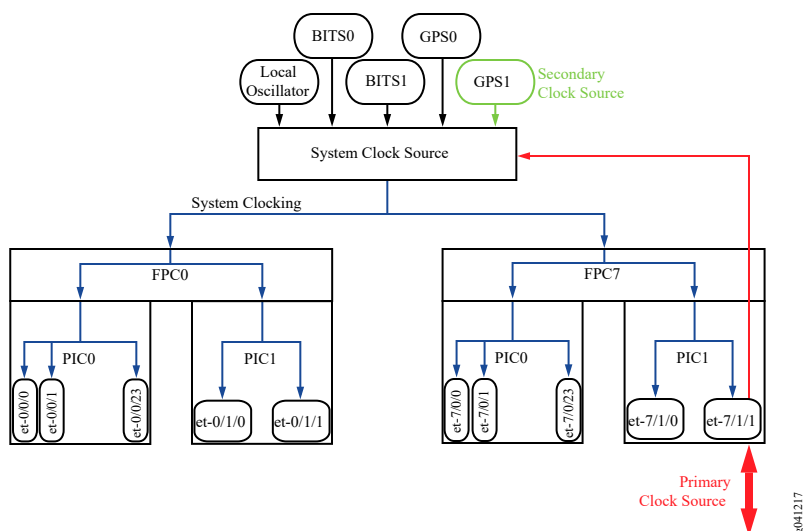 BITS0
GPS0
Local
Oscillator
BITS1
GPS1
Secondary
Clock Source
System Clock Source
System Clocking
FPC0
FPC7
PIC0
PIC1
PIC0
PIC1
et-0/0/0
et-0/0/1
et-0/0/23
et-0/1/0
et-0/1/1
et-7/0/0
et-7/0/1
et-7/0/23
et-7/1/0
et-7/1/1
Primary
Clock Source
g041217